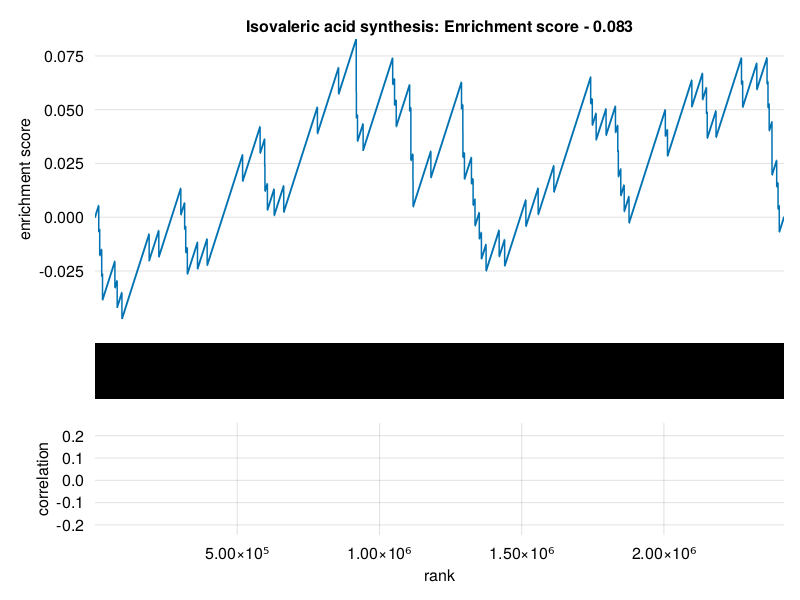 Isovaleric acid synthesis: Enrichment score - 0.083
enrichment score
0.075
0.050
0.025
0.000
-0.025
correlation
0.2
0.1
0.0
-0.1
-0.2
5.00×10⁵ 1.00×10⁶ 1.50×10⁶ 2.00×10⁶
rank